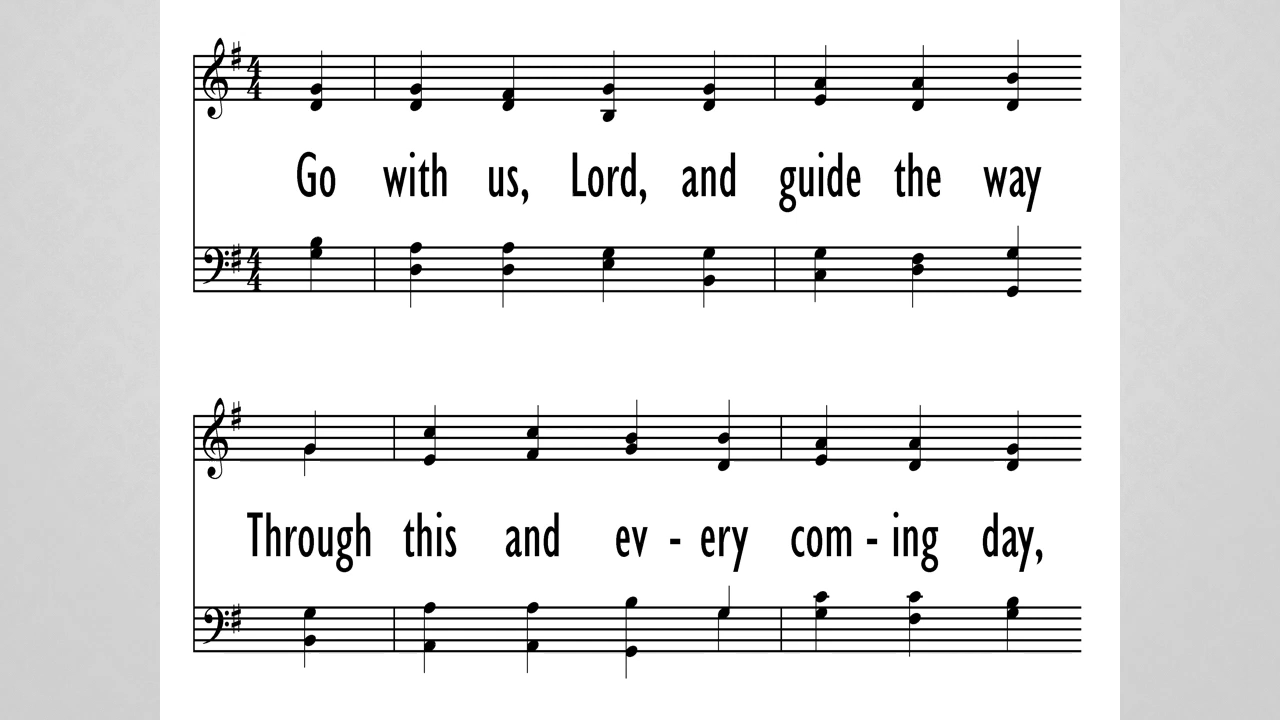 Go with us, Lord, and guide the way
Through this and ev - ery com - ing day,